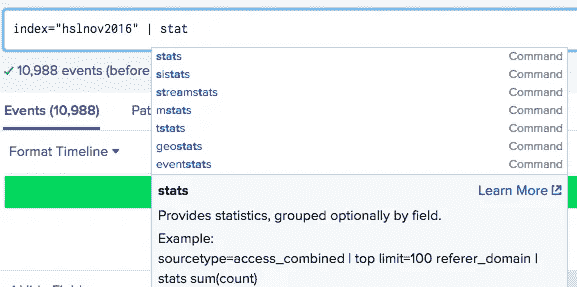 index="hslnov2016" | stat
stats Command
✓ 10,988 events (before
sistats Command
streamstats Command
mstats Command
Events (10,988) Pat
tstats Command
geostats Command
Format Timeline
eventstats Command
stats Learn More
Provides statistics, grouped optionally by field.
Example:
sourcetype=access_combined | top limit=100 referer_domain |
stats sum(count)